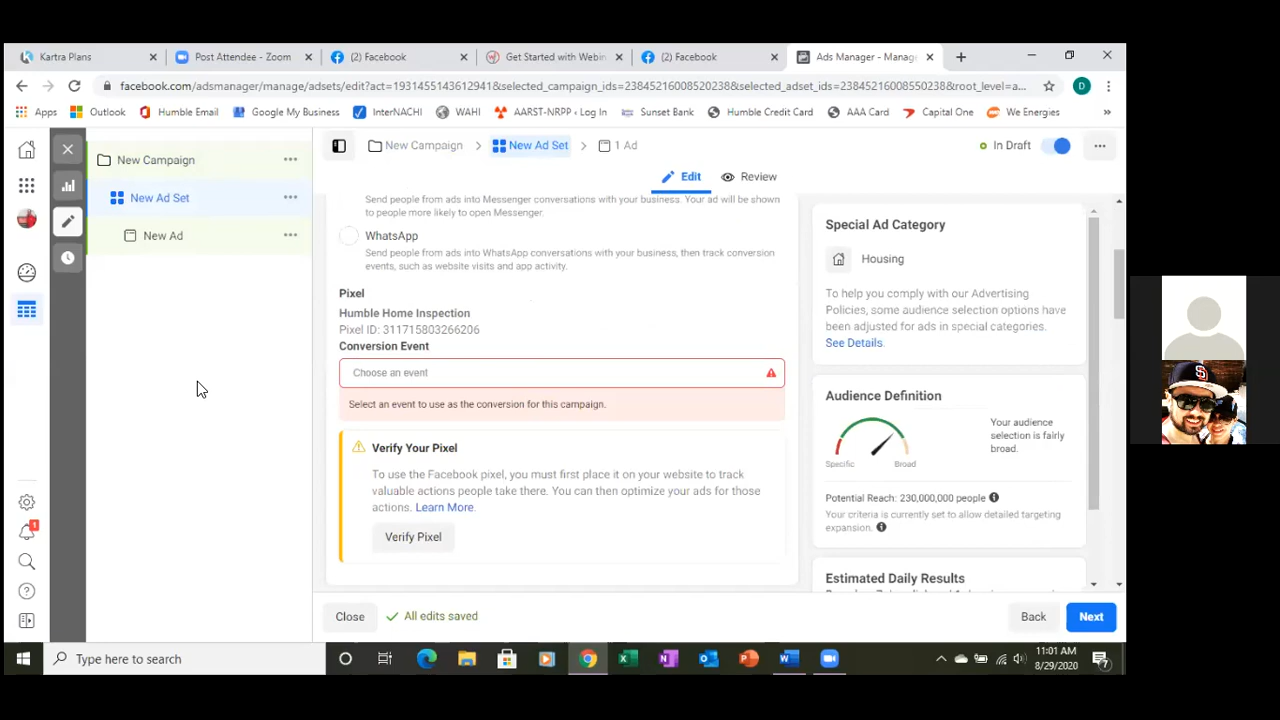 Kartra Plans
Post Attendee - Zoom
(1) Facebook
Get Started with Webin
(1) Facebook
Ads Manager - Manag
facebook.com/adsmanager/manage/adsets/edit?act=1931455143612941&selected_campaign_ids=23845216008520238&selected_adset_ids=23845216008550238&root_level=a...
D
Apps
Outlook
Humble Email
Google My Business
InterNACHI
WAHI
AARST-NRPP ‹ Log In
Sunset Bank
Humble Credit Card
AAA Card
Capital One
We Energies
New Campaign
New Ad Set
New Ad
New Campaign
New Ad Set
1 Ad
In Draft
Edit
Review
Send people from ads into Messenger conversations with your business. Your ad will be shown
to people more likely to open Messenger.
WhatsApp
Send people from ads into WhatsApp conversations with your business, then track conversion
events, such as website visits and app activity.
Pixel
Humble Home Inspection
Pixel ID: 311715803266206
Conversion Event
Choose an event
Select an event to use as the conversion for this campaign.
Verify Your Pixel
To use the Facebook pixel, you must first place it on your website to track
valuable actions people take there. You can then optimize your ads for those
actions. Learn More.
Verify Pixel
Special Ad Category
Housing
To help you comply with our Advertising
Policies, some audience selection options have
been adjusted for ads in special categories.
See Details.
Audience Definition
Your audience
selection is fairly
broad.
Specific
Broad
Potential Reach: 230,000,000 people
Your criteria is currently set to allow detailed targeting
expansion.
Estimated Daily Results
1
Close
All edits saved
Back
Next
Type here to search
11:01 AM
8/29/2020